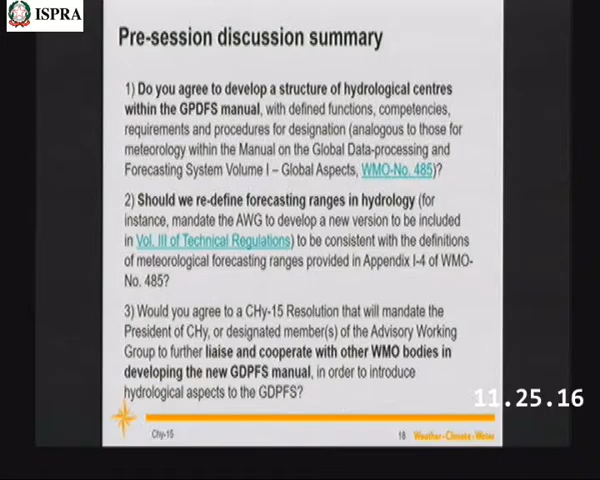 ISPRA
Pre-session discussion summary
1) Do you agree to develop a structure of hydrological centres
within the GPDFS manual, with defined functions, competencies,
requirements and procedures for designation (analogous to those for
meteorology within the Manual on the Global Data-processing and
Forecasting System Volume I – Global Aspects, WMO-No. 485)?
2) Should we re-define forecasting ranges in hydrology (for
instance, mandate the AWG to develop a new version to be included
in Vol. III of Technical Regulations) to be consistent with the definitions
of meteorological forecasting ranges provided in Appendix I-4 of WMO-
No. 485?
3) Would you agree to a CHy-15 Resolution that will mandate the
President of CHy, or designated member(s) of the Advisory Working
Group to further liaise and cooperate with other WMO bodies in
developing the new GDPFS manual, in order to introduce
hydrological aspects to the GDPFS?
11.25.16
Chy-15
18 Weather - Climate - Water